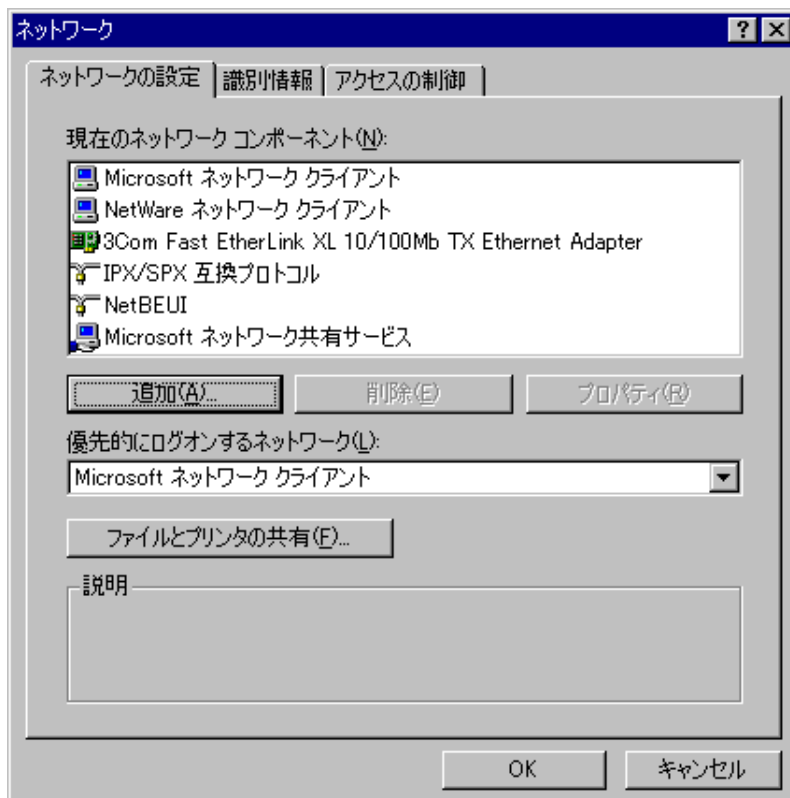 ネットワーク
ネットワークの設定 識別情報 アクセスの制御
現在のネットワーク コンポーネント(N):
Microsoft ネットワーク クライアント
NetWare ネットワーク クライアント
3Com Fast EtherLink XL 10/100Mb TX Ethernet Adapter
IPX/SPX 互換プロトコル
NetBEUI
Microsoft ネットワーク共有サービス
追加(A)... 削除(E) プロパティ(R)
優先的にログオンするネットワーク(L):
Microsoft ネットワーク クライアント
ファイルとプリンタの共有(F)...
説明
OK キャンセル